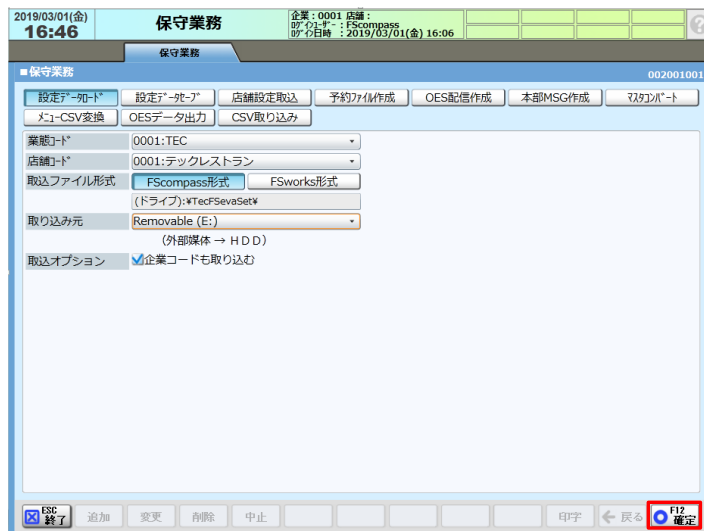 2019/03/01(金)
16:46
保守業務
企業：0001 店舗：
ﾛｸﾞｲﾝﾕｰｻﾞｰ：FScompass
ﾛｸﾞｲﾝ日時 ：2019/03/01(金) 16:06
保守業務
■保守業務
002001001
設定ﾃﾞｰﾀﾛｰﾄﾞ 設定ﾃﾞｰﾀｾｰﾌﾞ 店舗設定取込 予約ﾌｧｲﾙ作成 OES配信作成 本部MSG作成 ﾏｽﾀｺﾝﾊﾞｰﾄ
ﾒﾆｭｰCSV変換 OESデータ出力 CSV取り込み
業態ｺｰﾄﾞ 0001:TEC
店舗ｺｰﾄﾞ 0001:テックレストラン
取込ファイル形式 FScompass形式 FSworks形式
(ドライブ):¥TecFSevaSet¥
取り込み元 Removable (E:)
(外部媒体 → ＨＤＤ)
取込オプション 企業コードも取り込む
ESC 終了 追加 変更 削除 中止 印字 ← 戻る F12 確定